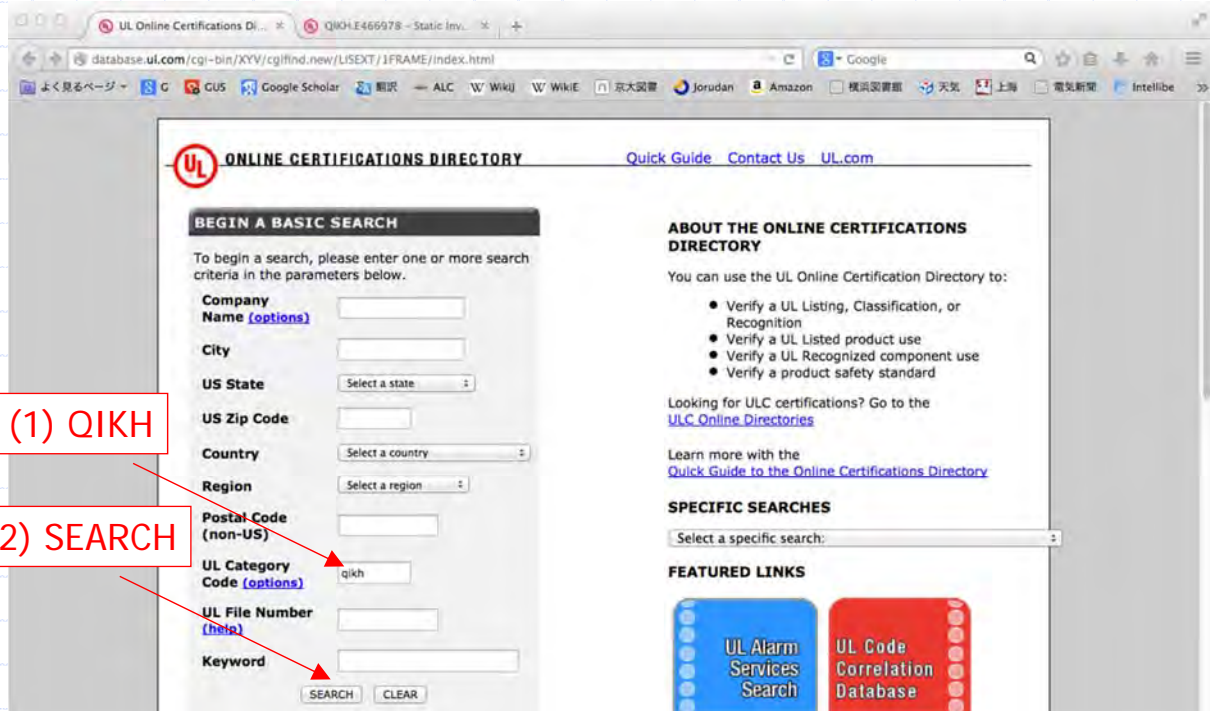 UL Online Certifications Di...
QIKH.E466978 - Static Inv...
database.ul.com/cgi-bin/XYV/cgifind.new/LISEXT/1FRAME/index.html
Google
よく見るページ
G
GUS
Google Scholar
翻訳
ALC
WikiJ
WikiE
京大図書
Jorudan
Amazon
横浜図書館
天気
上海
電気新聞
Intellibe
UL
ONLINE CERTIFICATIONS DIRECTORY
Quick Guide Contact Us UL.com
BEGIN A BASIC SEARCH
To begin a search, please enter one or more search
criteria in the parameters below.
Company
Name (options)
City
US State Select a state
US Zip Code
Country Select a country
Region Select a region
Postal Code
(non-US)
UL Category
Code (options) qikh
UL File Number
(help)
Keyword
SEARCH CLEAR
(1) QIKH
2) SEARCH
ABOUT THE ONLINE CERTIFICATIONS
DIRECTORY
You can use the UL Online Certification Directory to:
● Verify a UL Listing, Classification, or
Recognition
● Verify a UL Listed product use
● Verify a UL Recognized component use
● Verify a product safety standard
Looking for ULC certifications? Go to the
ULC Online Directories
Learn more with the
Quick Guide to the Online Certifications Directory
SPECIFIC SEARCHES
Select a specific search:
FEATURED LINKS
UL Alarm
Services
Search
UL Code
Correlation
Database